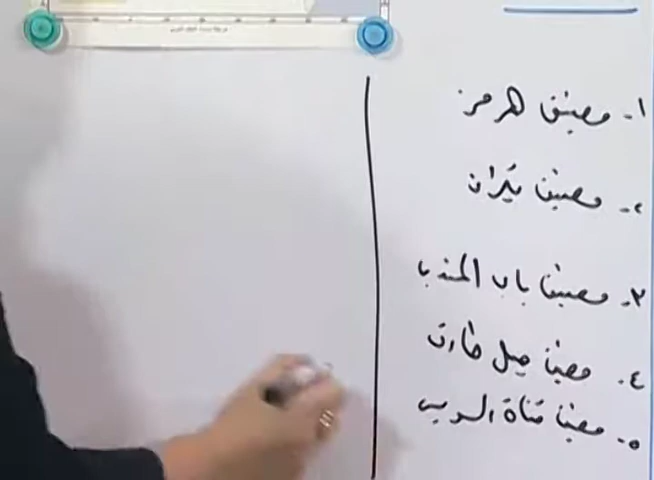 ١- مضيق هرمز
٢- مضيق تيران
٣- مضيق باب المندب
٤- مضيق جبل طارق
٥- مضيق قناة السويس